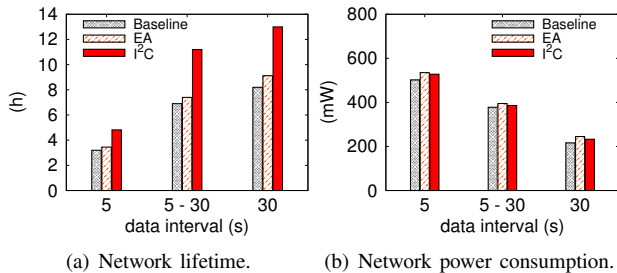 Baseline
EA
I²C
14
12
10
8
6
4
2
0
(h)
5
5 - 30
30
data interval (s)
(a) Network lifetime.
Baseline
EA
I²C
800
600
400
200
0
(mW)
5
5 - 30
30
data interval (s)
(b) Network power consumption.